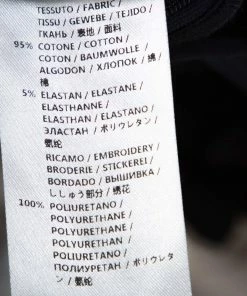 TESSUTO / FABRIC /
TISSU / GEWEBE / TEJIDO /
ТКАНЬ / 表地 / 面料
95% COTONE / COTTON /
COTON / BAUMWOLLE /
ALGODON / ХЛОПОК / 綿 /
棉
5% ELASTAN / ELASTANE /
ELASTHANNE /
ELASTHAN / ELASTANO /
ЭЛАСТАН / ポリウレタン /
氨纶
RICAMO / EMBROIDERY /
BRODERIE / STICKEREI /
BORDADO / ВЫШИВКА /
ししゅう部分 / 绣花
100% POLIURETANO /
POLYURETHANE /
POLYURETHANE /
POLYURETHAN /
POLIURETANO /
ПОЛИУРЕТАН / ポリウレタン
/ 氨纶